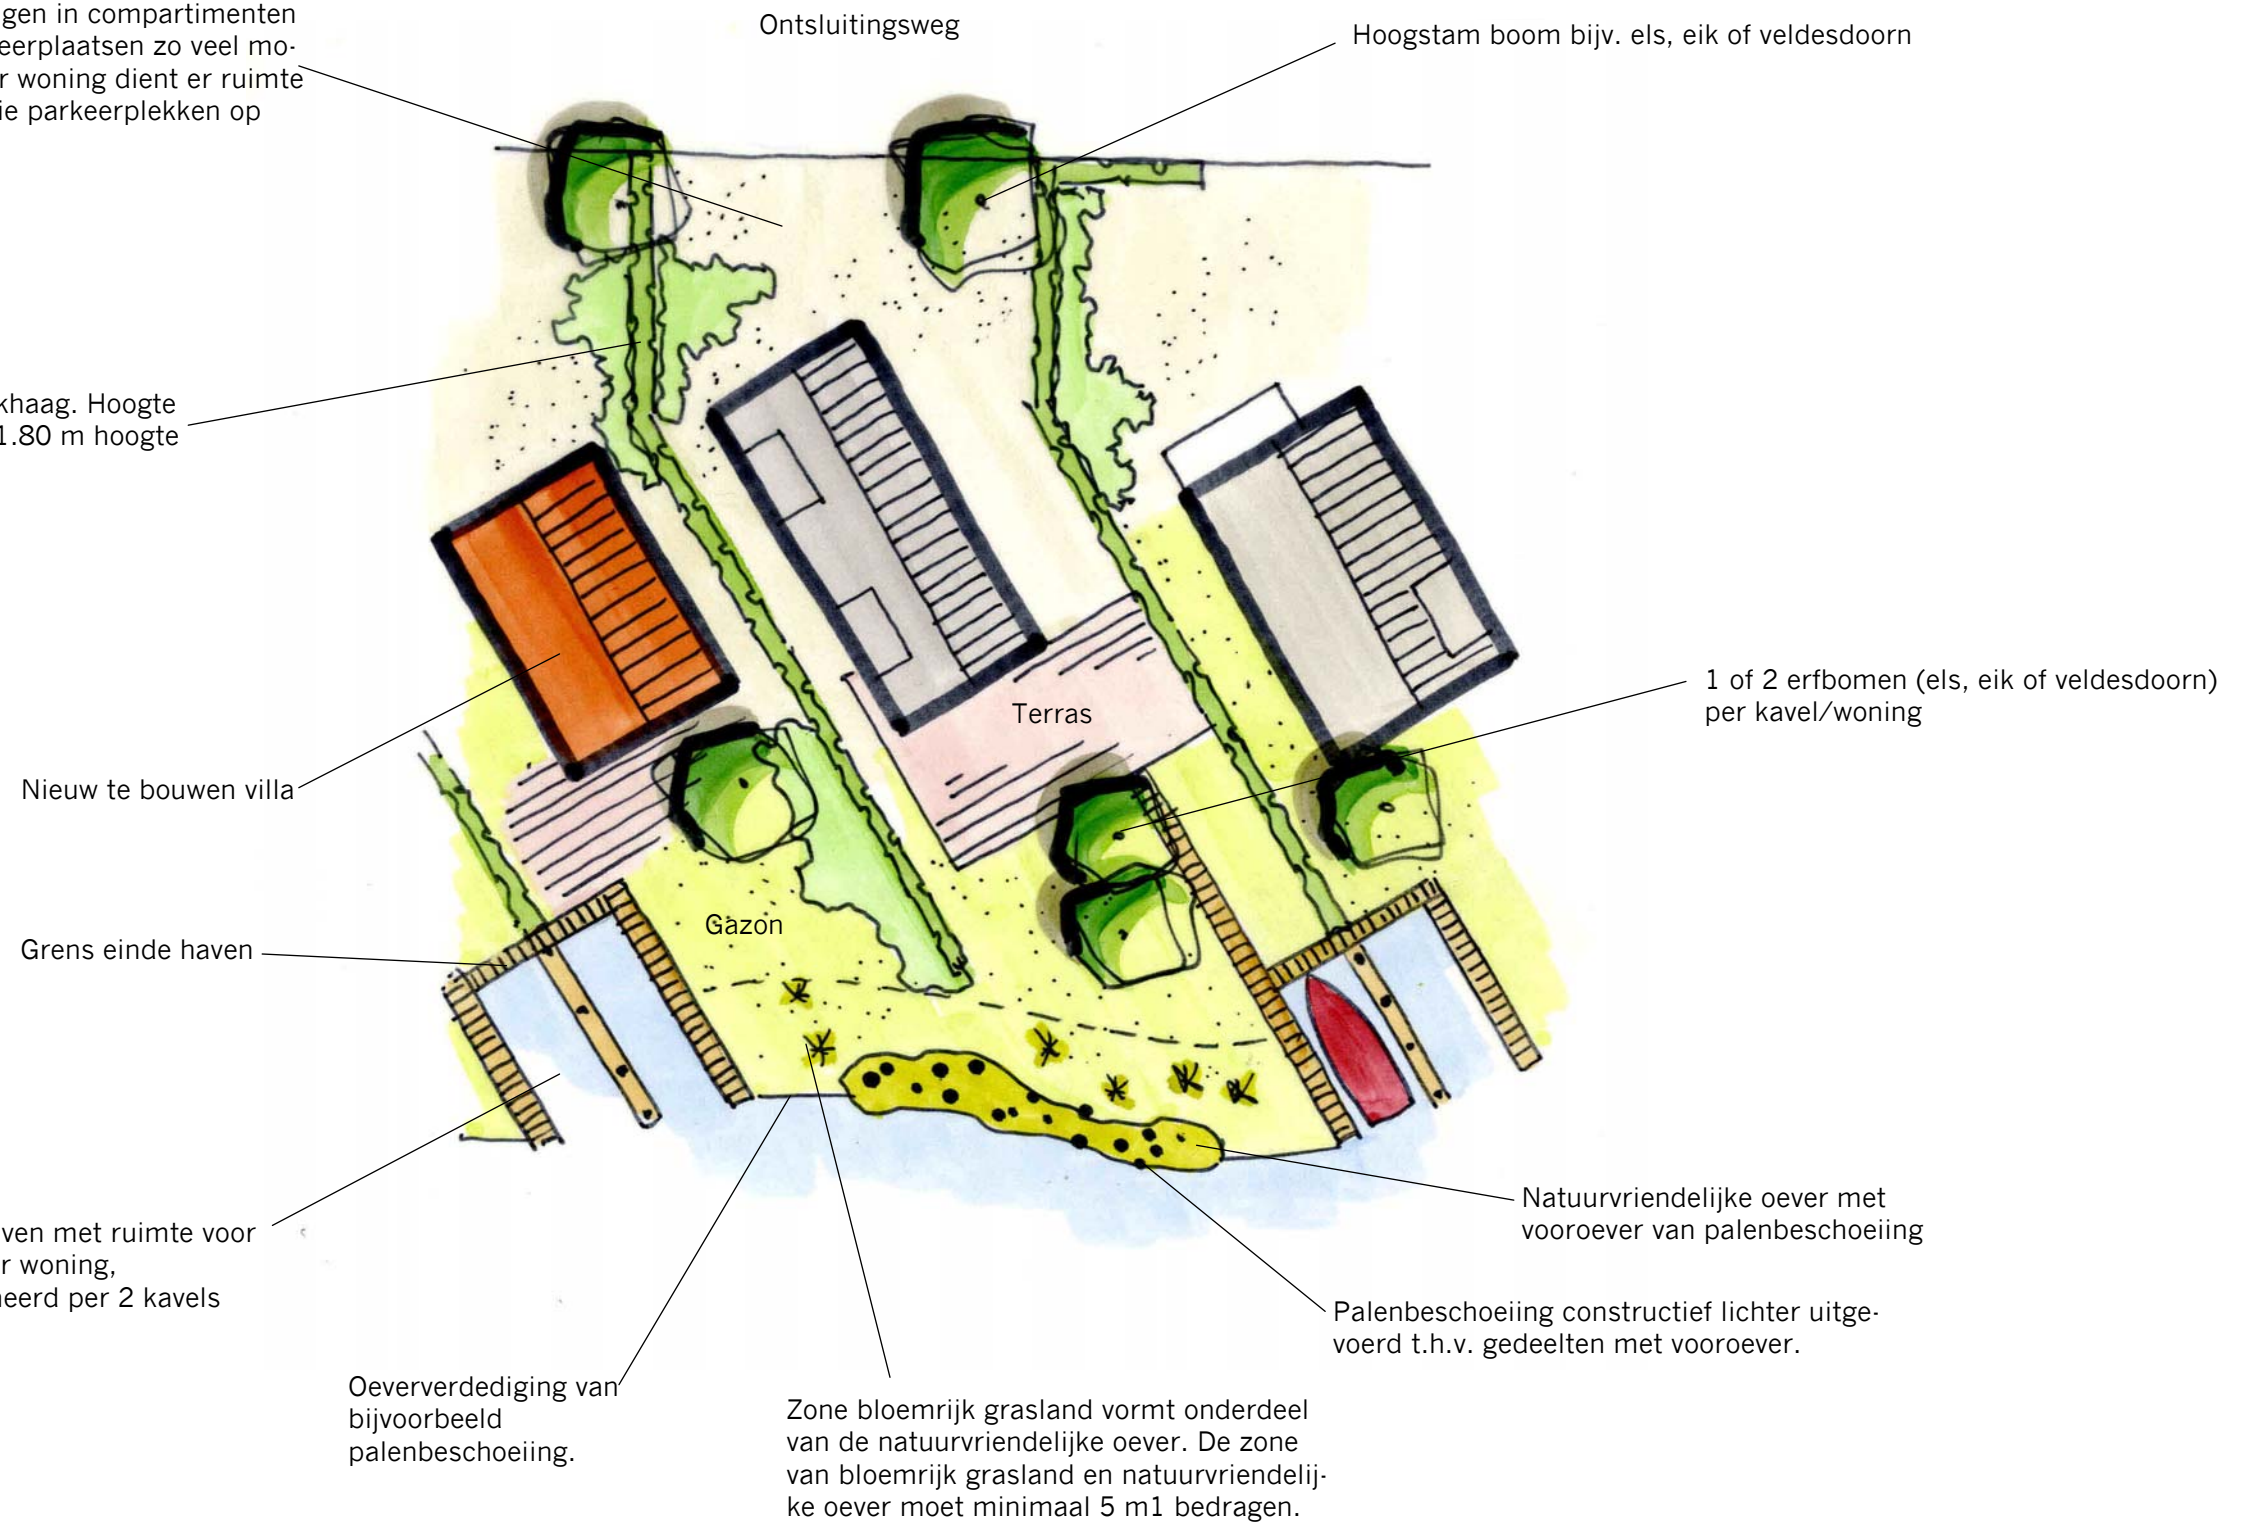 Ontsluitingsweg
Hoogstam boom bijv. els, eik of veldesdoorn
gen in compartimenten
eerplaatsen zo veel mo-
r woning dient er ruimte
ie parkeerplekken op
khaag. Hoogte
1.80 m hoogte
1 of 2 erfbomen (els, eik of veldesdoorn)
per kavel/woning
Terras
Nieuw te bouwen villa
Gazon
Grens einde haven
ven met ruimte voor
r woning,
eerd per 2 kavels
Natuurvriendelijke oever met
vooroever van palenbeschoeiing
Palenbeschoeiing constructief lichter uitge-
voerd t.h.v. gedeelten met vooroever.
Oeververdediging van
bijvoorbeeld
palenbeschoeiing.
Zone bloemrijk grasland vormt onderdeel
van de natuurvriendelijke oever. De zone
van bloemrijk grasland en natuurvriendelij-
ke oever moet minimaal 5 m1 bedragen.